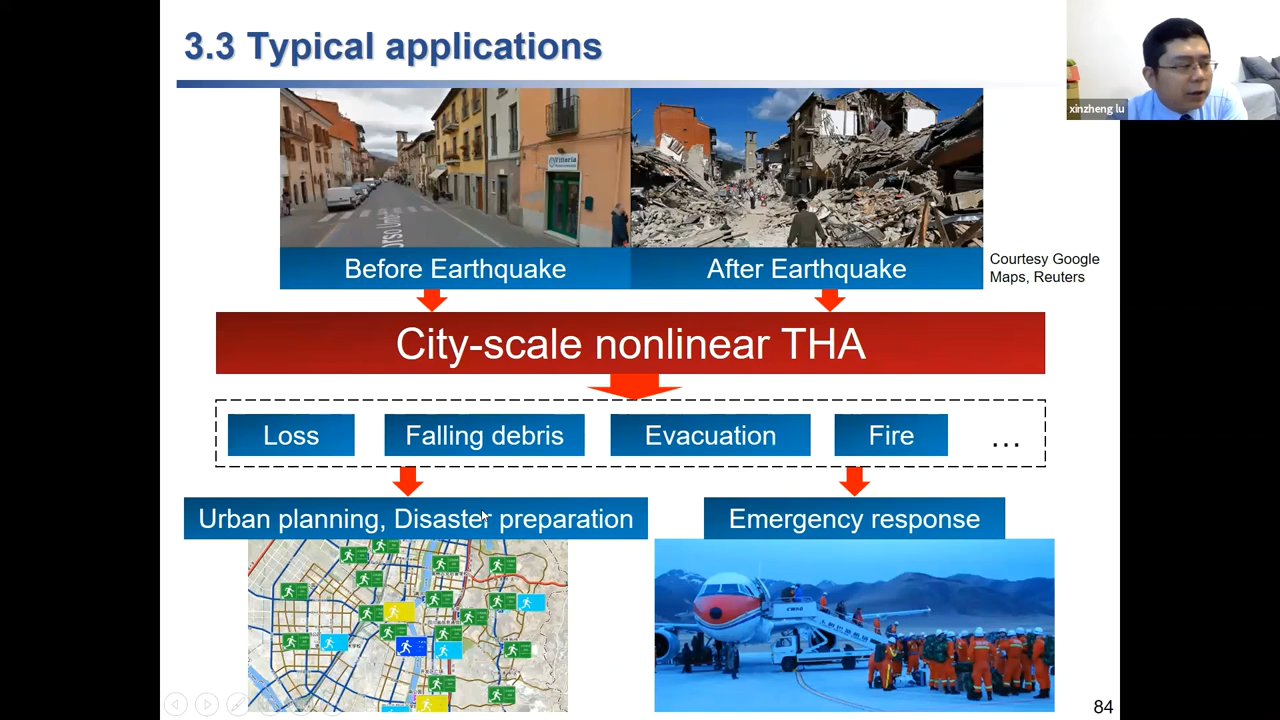 3.3 Typical applications
xinzheng lu
Before Earthquake
After Earthquake
Courtesy Google
Maps, Reuters
City-scale nonlinear THA
Loss
Falling debris
Evacuation
Fire
…
Urban planning, Disaster preparation
Emergency response
84